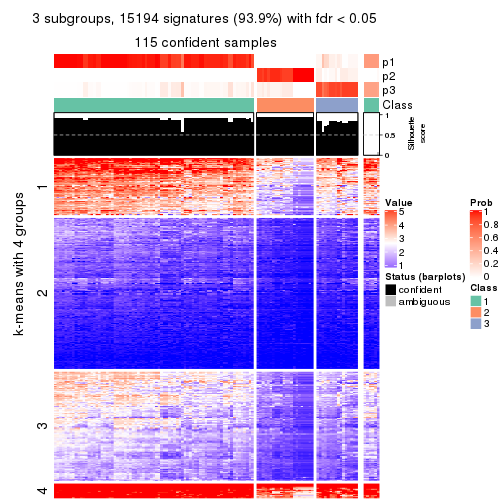 3 subgroups, 15194 signatures (93.9%) with fdr < 0.05
115 confident samples
p1
p2
p3
Class
1
0.5
0
Silhouette
score
k-means with 4 groups
1
2
3
4
Value
5
4
3
2
1
Status (barplots)
confident
ambiguous
Prob
1
0.8
0.6
0.4
0.2
0
Class
1
2
3